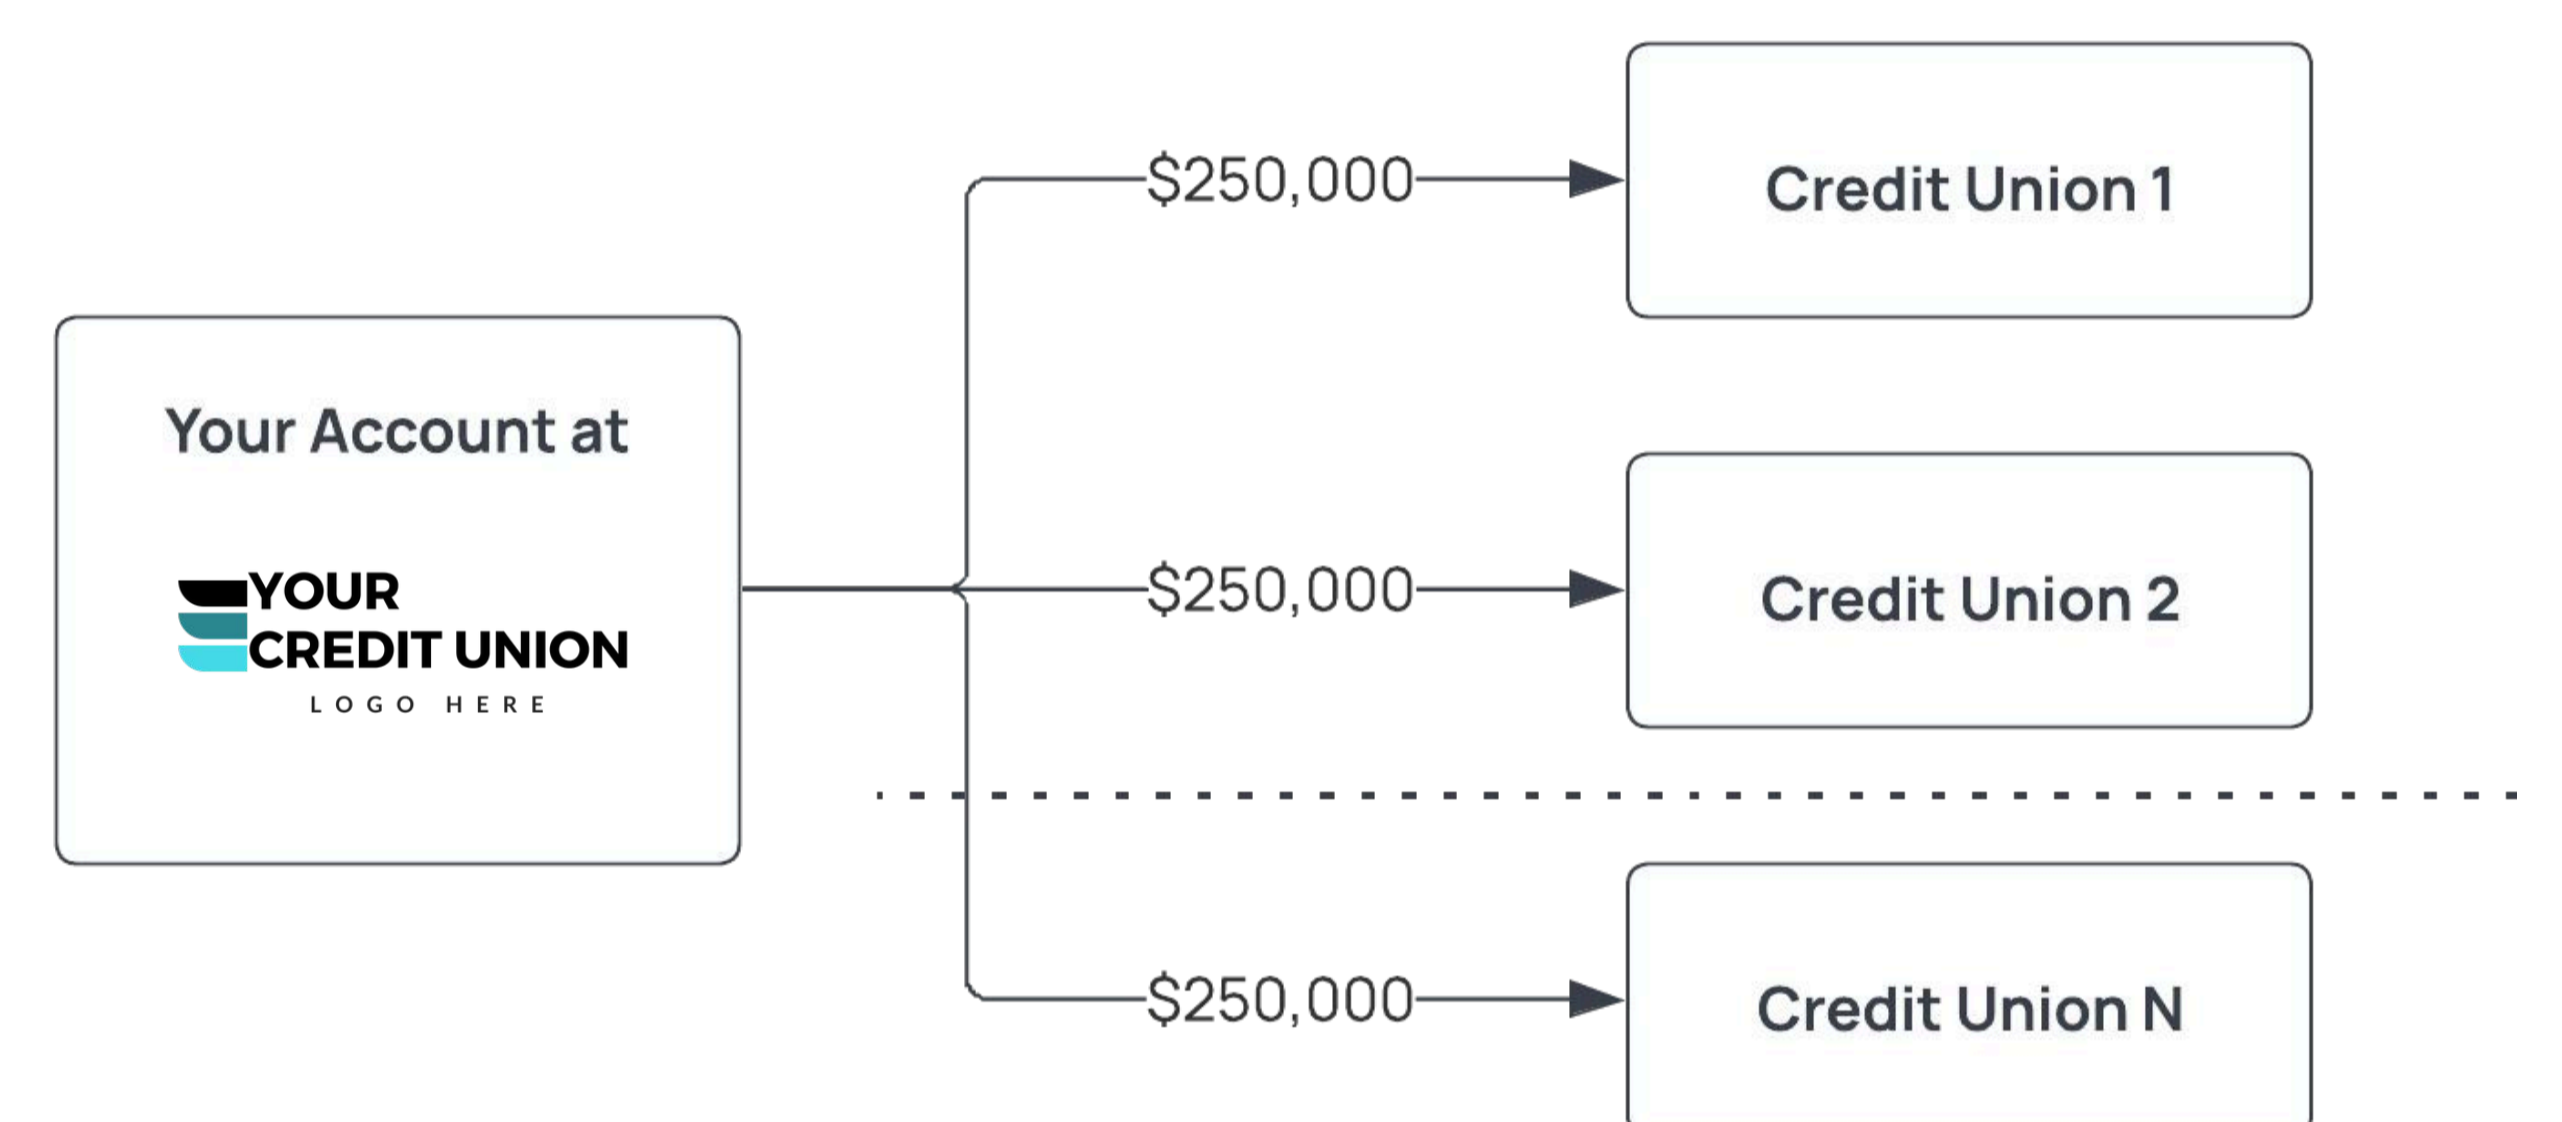 $250,000
Credit Union 1
Your Account at
YOUR
CREDIT UNION
LOGO HERE
$250,000
Credit Union 2
$250,000
Credit Union N